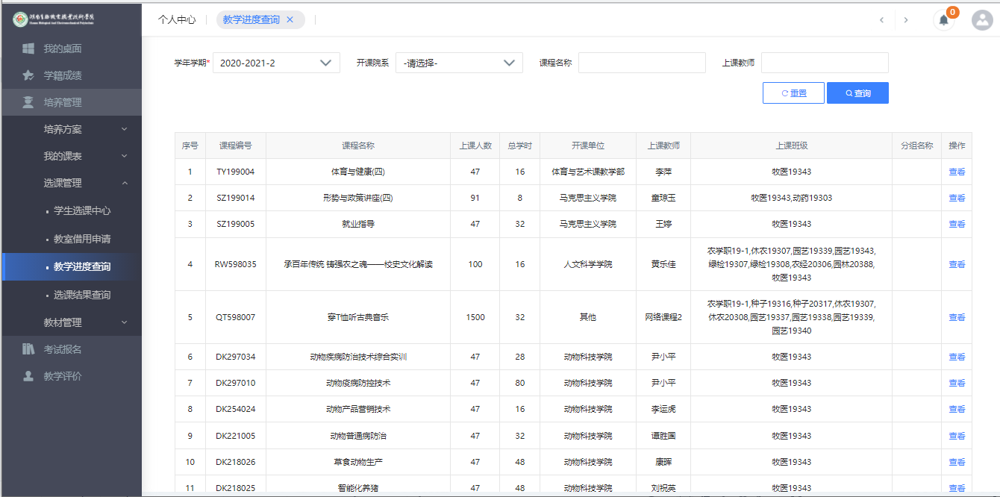 湖南生物机电职业技术学院
Hunan Biological And Electromechanical Polytechnic
个人中心
教学进度查询 ×
0
我的桌面
学籍成绩
培养管理
培养方案
我的课表
选课管理
学生选课中心
教室借用申请
教学进度查询
选课结果查询
教材管理
考试报名
教学评价
学年学期* 2020-2021-2 开课院系 -请选择- 课程名称 上课教师
重置 查询
序号 课程编号 课程名称 上课人数 总学时 开课单位 上课教师 上课班级 分组名称 操作
1 TY199004 体育与健康(四) 47 16 体育与艺术课教学部 李萍 牧医19343 查看
2 SZ199014 形势与政策讲座(四) 91 8 马克思主义学院 童琼玉 牧医19343,动药19303 查看
3 SZ199005 就业指导 47 32 马克思主义学院 王婷 牧医19343 查看
4 RW598035 承百年传统 铸强农之魂——校史文化解读 100 16 人文科学学院 黄乐佳 农学职19-1,休农19307,园艺19339,园艺19343,
绿检19307,绿检19308,农经20306,园林20388,
牧医19343 查看
5 QT598007 穿T恤听古典音乐 1500 32 其他 网络课程2 农学职19-1,种子19316,种子20317,休农19307,
休农20308,园艺19337,园艺19338,园艺19339,
园艺19340 查看
6 DK297034 动物疾病防治技术综合实训 47 28 动物科技学院 尹小平 牧医19343 查看
7 DK297010 动物疫病防控技术 47 80 动物科技学院 尹小平 牧医19343 查看
8 DK254024 动物产品营销技术 47 16 动物科技学院 李运虎 牧医19343 查看
9 DK221005 动物普通病防治 47 32 动物科技学院 谭胜国 牧医19343 查看
10 DK218026 草食动物生产 47 48 动物科技学院 康晖 牧医19343 查看
11 DK218025 智能化养猪 47 48 动物科技学院 刘祝英 牧医19343 查看